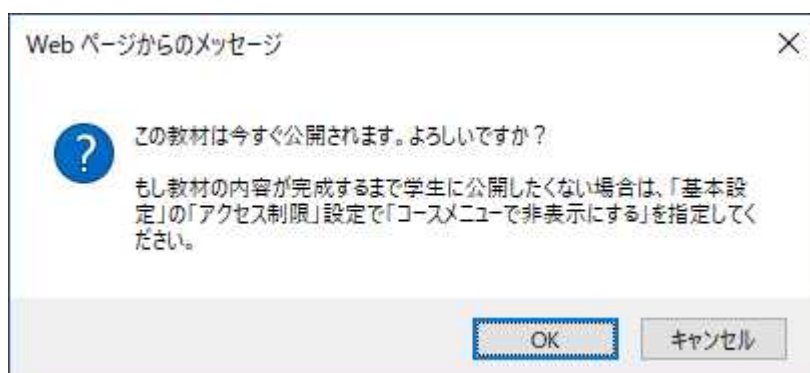 Web ページからのメッセージ
この教材は今すぐ公開されます。よろしいですか？
もし教材の内容が完成するまで学生に公開したくない場合は、「基本設
定」の「アクセス制限」設定で「コースメニューで非表示にする」を指定してく
ださい。
OK
キャンセル